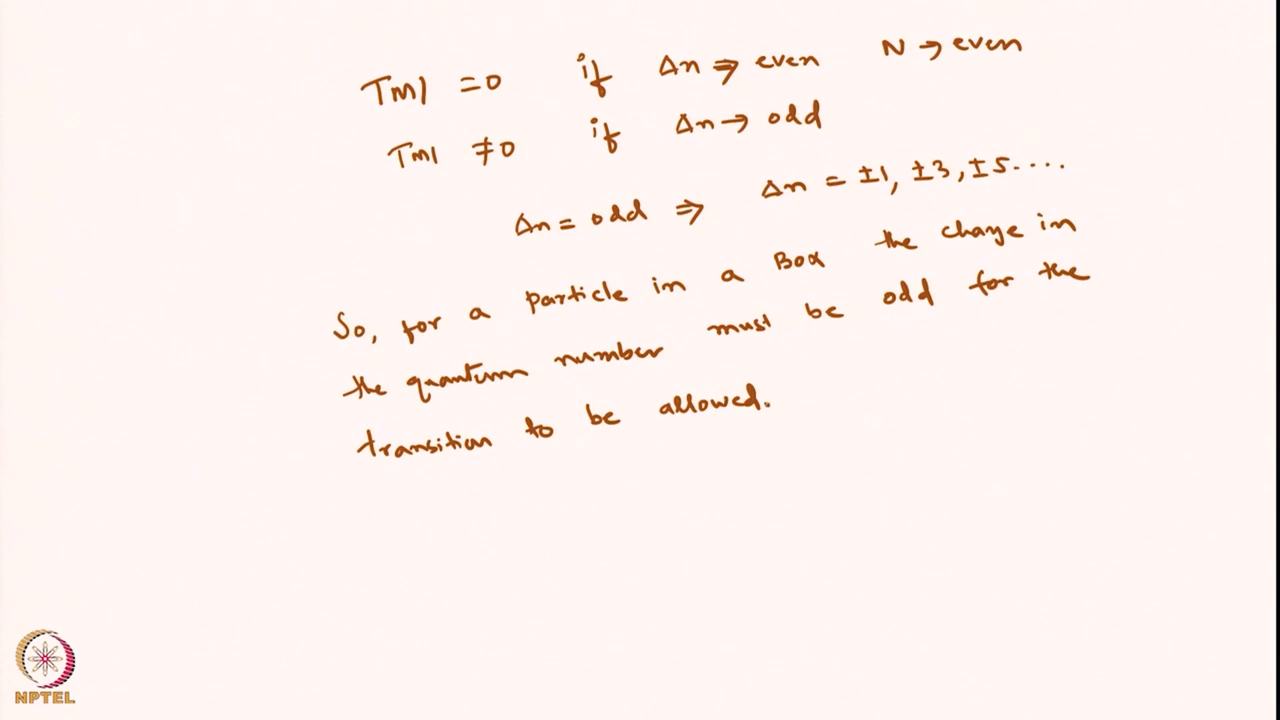 TMI = 0 if Δn ⇒ even N → even
TMI ≠ 0 if Δn → odd
Δn = odd ⇒ Δn = ±1, ±3, ±5....
So, for a particle in a Box the change in
the quantum number must be odd for the
transition to be allowed.
NPTEL